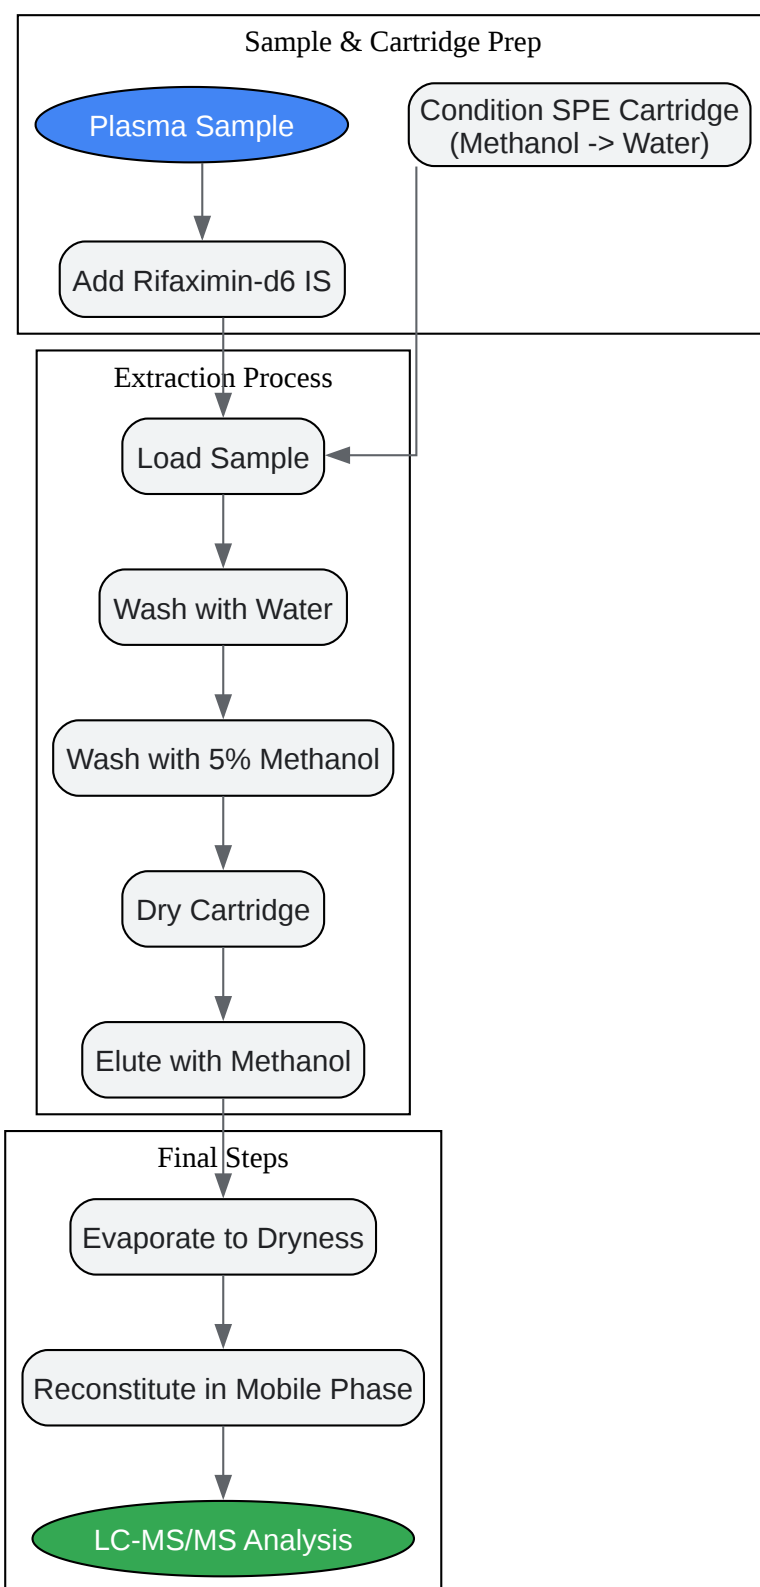 Sample & Cartridge Prep
Plasma Sample
Condition SPE Cartridge
(Methanol -> Water)
Add Rifaximin-d6 IS
Extraction Process
Load Sample
Wash with Water
Wash with 5% Methanol
Dry Cartridge
Elute with Methanol
Final Steps
Evaporate to Dryness
Reconstitute in Mobile Phase
LC-MS/MS Analysis